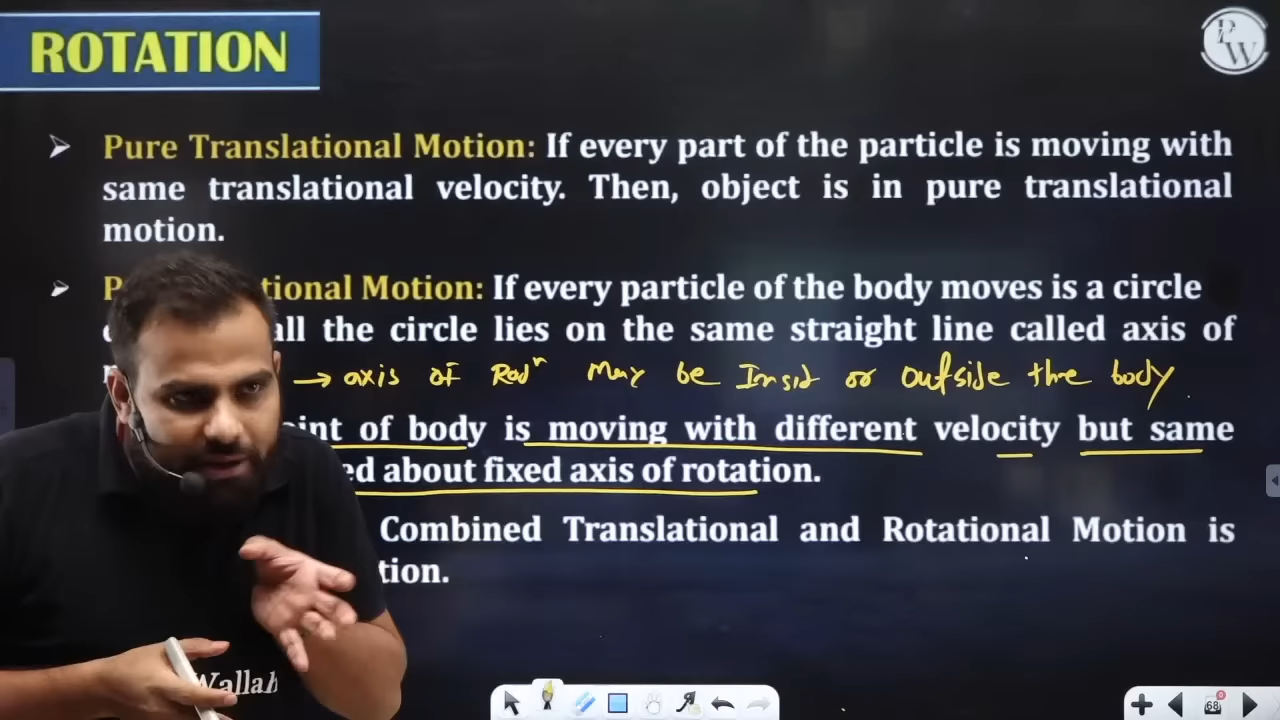 ROTATION
PW
Pure Translational Motion: If every part of the particle is moving with
same translational velocity. Then, object is in pure translational
motion.
tional Motion: If every particle of the body moves is a circle
all the circle lies on the same straight line called axis of
→ axis of may be or outside the body
int of body is moving with different velocity but same
ed about fixed axis of rotation.
Combined Translational and Rotational Motion is
tion.
Wallah
68